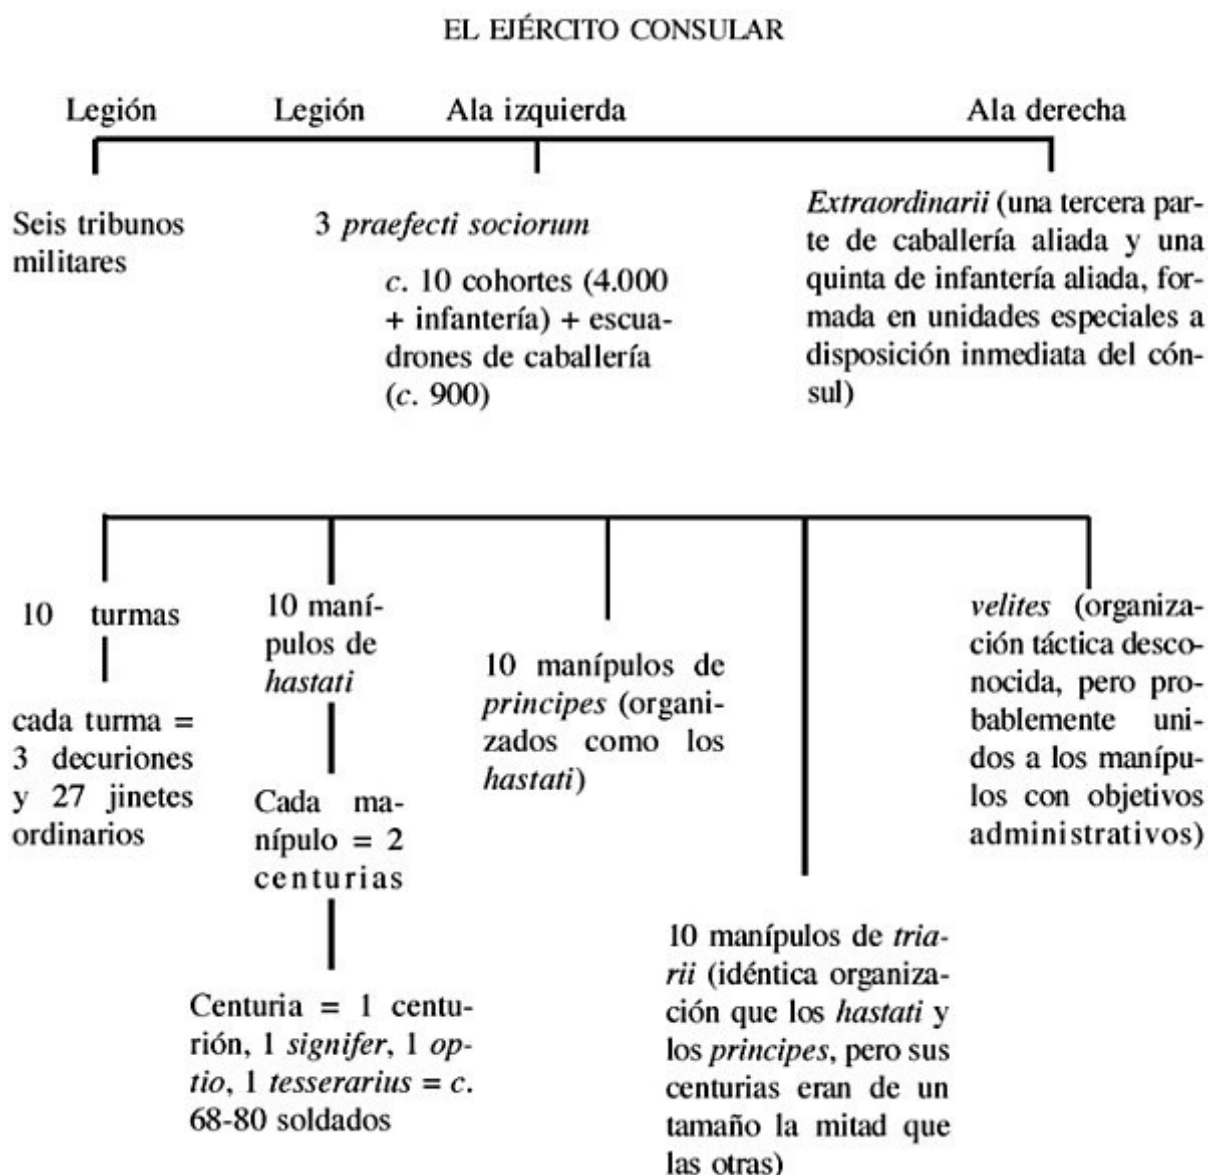 EL EJÉRCITO CONSULAR
Legión
Legión
Ala izquierda
Ala derecha
Seis tribunos
militares
3 praefecti sociorum
c. 10 cohortes (4.000
+ infantería) + escua-
drones de caballería
(c. 900)
Extraordinarii (una tercera par-
te de caballería aliada y una
quinta de infantería aliada, for-
mada en unidades especiales a
disposición inmediata del cón-
sul)
10 turmas
cada turma =
3 decuriones
y 27 jinetes
ordinarios
10 maní-
pulos de
hastati
Cada ma-
nípulo = 2
centurias
Centuria = 1 centu-
rión, 1 signifer, 1 op-
tio, 1 tesserarius = c.
68-80 soldados
10 manípulos de
principes (organi-
zados como los
hastati)
10 manípulos de tria-
rii (idéntica organiza-
ción que los hastati y
los principes, pero sus
centurias eran de un
tamaño la mitad que
las otras)
velites (organiza-
ción táctica desco-
nocida, pero pro-
bablemente uni-
dos a los manípu-
los con objetivos
administrativos)